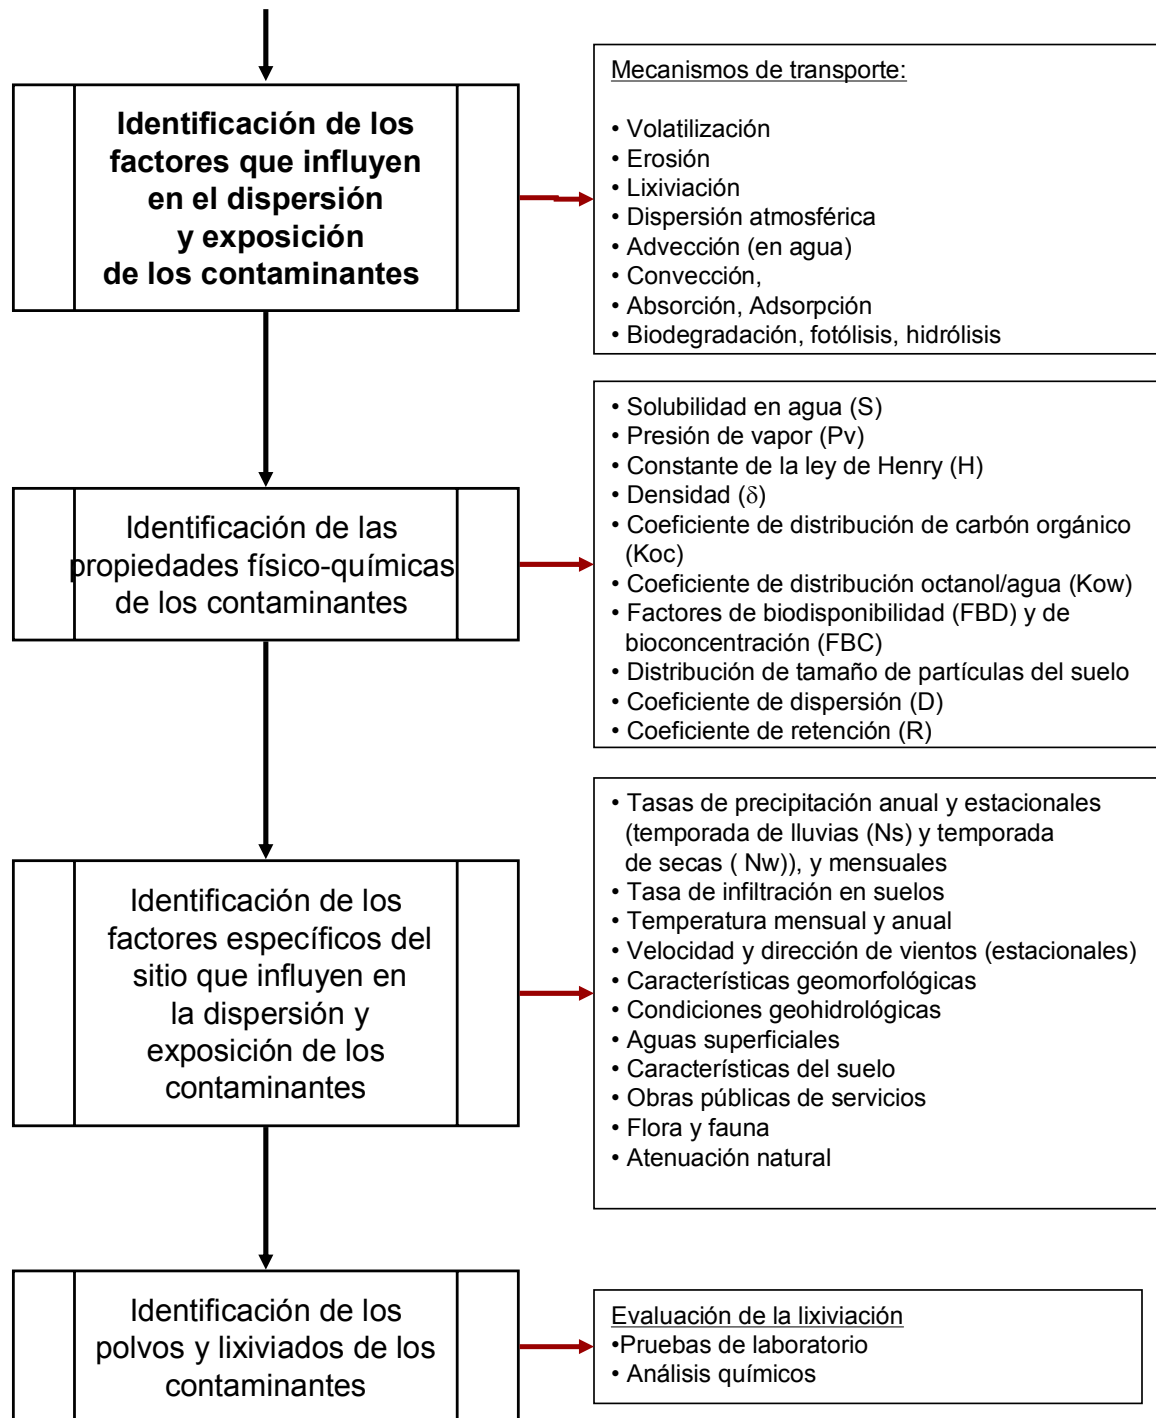 Identificación de los
factores que influyen
en el dispersión
y exposición
de los contaminantes
Mecanismos de transporte:
• Volatilización
• Erosión
• Lixiviación
• Dispersión atmosférica
• Advección (en agua)
• Convección,
• Absorción, Adsorpción
• Biodegradación, fotólisis, hidrólisis
Identificación de las
propiedades físico-químicas
de los contaminantes
• Solubilidad en agua (S)
• Presión de vapor (Pv)
• Constante de la ley de Henry (H)
• Densidad (δ)
• Coeficiente de distribución de carbón orgánico
(Koc)
• Coeficiente de distribución octanol/agua (Kow)
• Factores de biodisponibilidad (FBD) y de
bioconcentración (FBC)
• Distribución de tamaño de partículas del suelo
• Coeficiente de dispersión (D)
• Coeficiente de retención (R)
Identificación de los
factores específicos del
sitio que influyen en
la dispersión y
exposición de los
contaminantes
• Tasas de precipitación anual y estacionales
(temporada de lluvias (Ns) y temporada
de secas ( Nw)), y mensuales
• Tasa de infiltración en suelos
• Temperatura mensual y anual
• Velocidad y dirección de vientos (estacionales)
• Características geomorfológicas
• Condiciones geohidrológicas
• Aguas superficiales
• Características del suelo
• Obras públicas de servicios
• Flora y fauna
• Atenuación natural
Identificación de los
polvos y lixiviados de los
contaminantes
Evaluación de la lixiviación
•Pruebas de laboratorio
• Análisis químicos